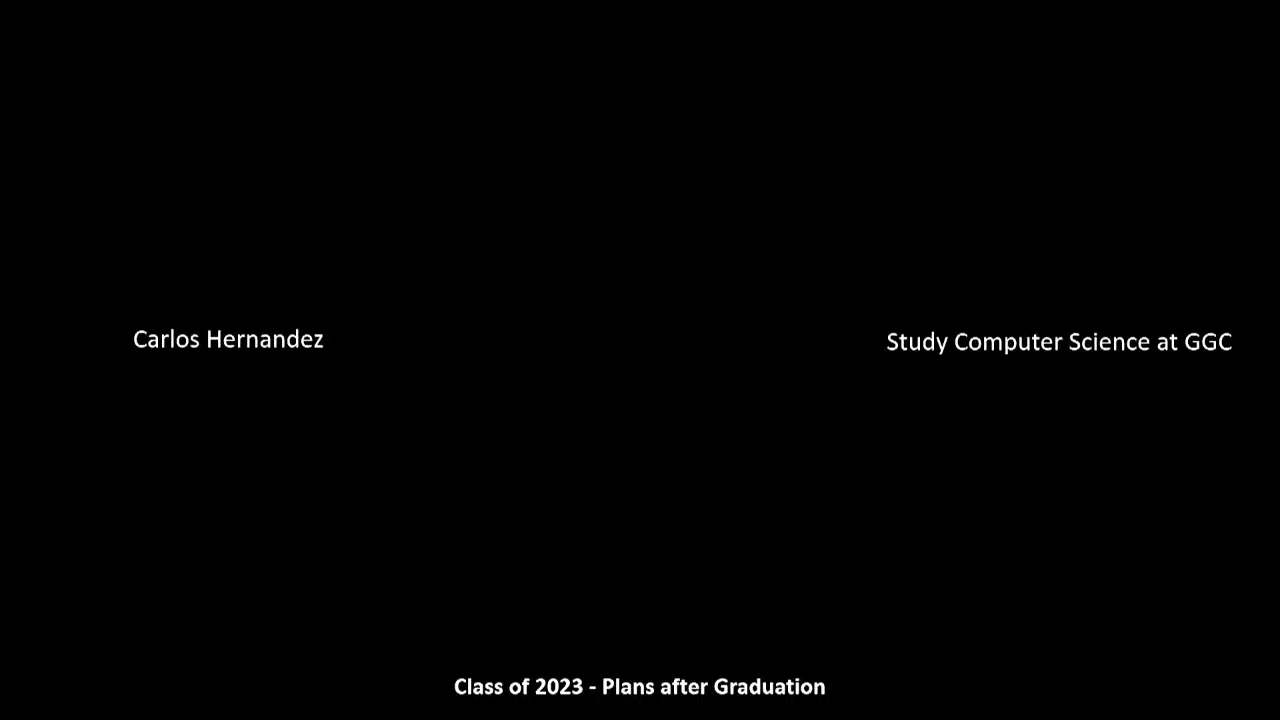 Carlos Hernandez
Study Computer Science at GGC
Class of 2023 - Plans after Graduation